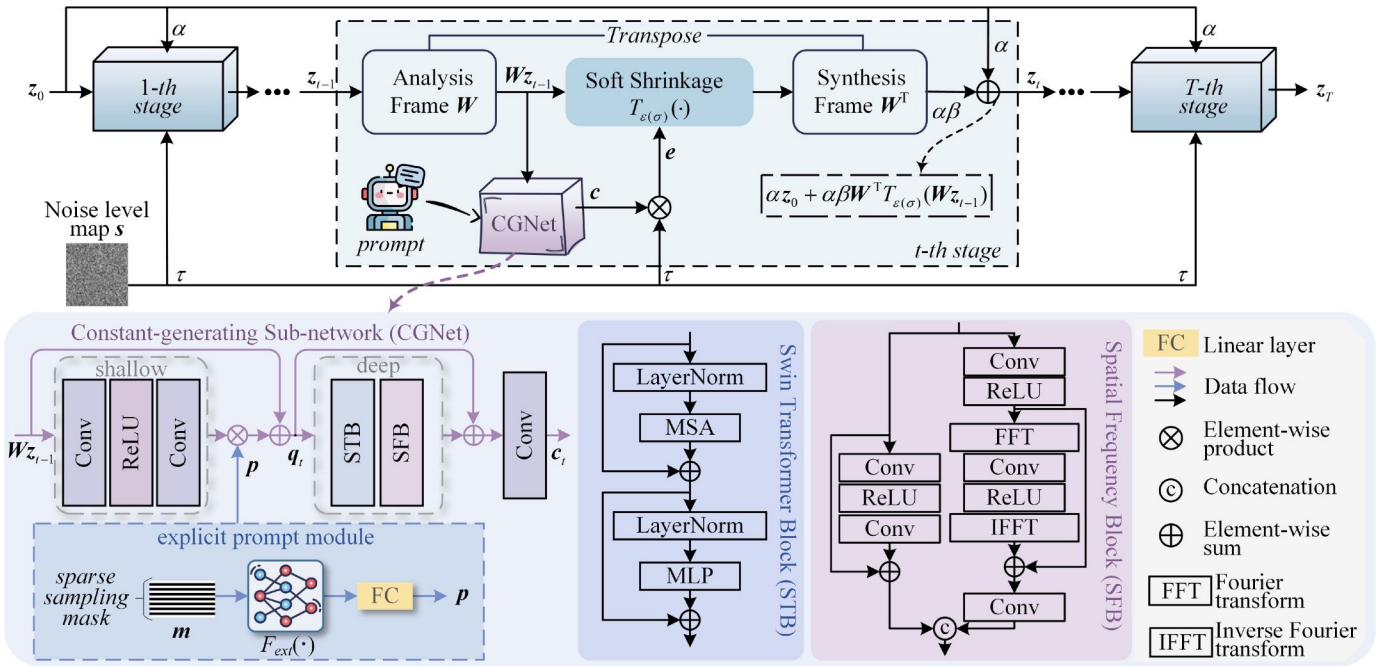 α
α
α
z₀
1-th
stage
•••
z_{t−1}
Transpose
Analysis
Frame W
Wz_{t−1}
Soft Shrinkage
T_{ε(σ)}(·)
Synthesis
Frame Wᵀ
αβ
z_t
•••
T-th
stage
z_T
e
αz₀ + αβWᵀT_{ε(σ)}(Wz_{t−1})
c
CGNet
prompt
t-th stage
Noise level
map s
τ
τ
τ
Constant-generating Sub-network (CGNet)
shallow
Conv
ReLU
Conv
Wz_{t−1}
p
q_t
deep
STB
SFB
Conv
c_t
explicit prompt module
sparse
sampling
mask
m
F_{ext}(·)
FC
p
LayerNorm
MSA
LayerNorm
MLP
Swin Transformer Block (STB)
Conv
ReLU
FFT
Conv
ReLU
IFFT
Conv
Conv
ReLU
Conv
c
Spatial Frequency Block (SFB)
FC
Linear layer
Data flow
Element-wise
product
c
Concatenation
Element-wise
sum
FFT
Fourier
transform
IFFT
Inverse Fourier
transform